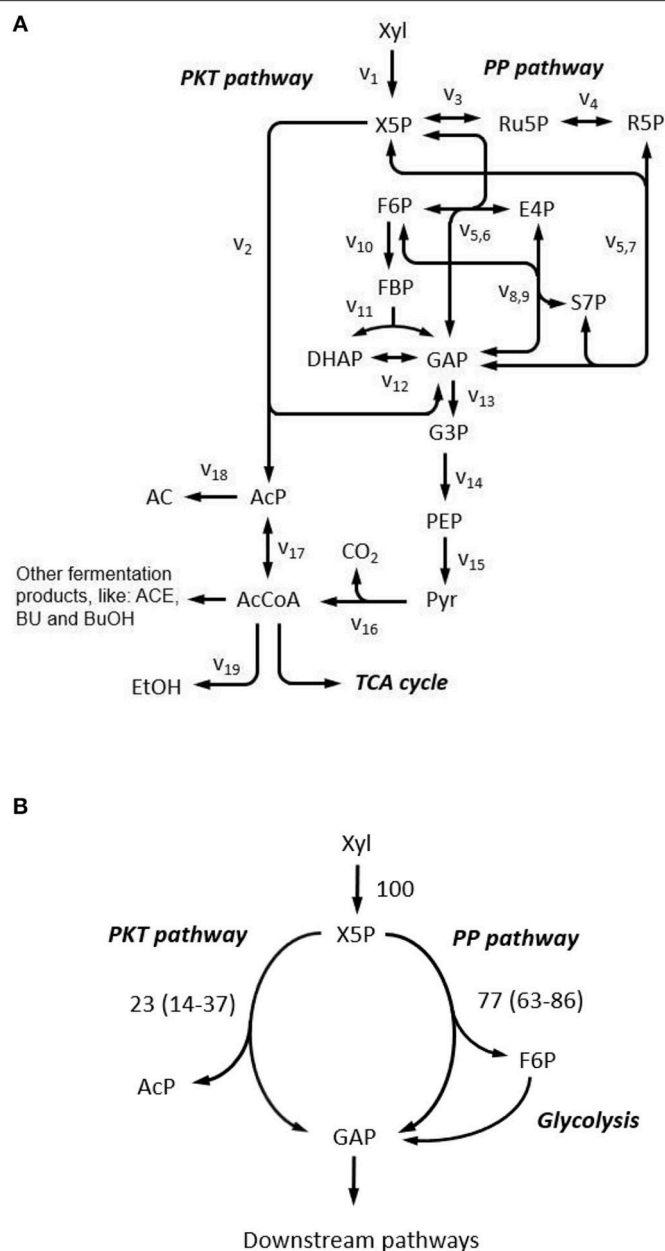 A
Xyl
PKT pathway
PP pathway
v1
v3
v4
X5P
Ru5P
R5P
F6P
E4P
v2
v10
v5,6
v5,7
FBP
v8,9
v11
S7P
DHAP
GAP
v12
v13
G3P
v18
v14
AC
AcP
PEP
v17
CO2
v15
Other fermentation
products, like: ACE,
BU and BuOH
AcCoA
Pyr
v16
v19
EtOH
TCA cycle
B
Xyl
100
PKT pathway
X5P
PP pathway
23 (14-37)
77 (63-86)
F6P
AcP
Glycolysis
GAP
Downstream pathways